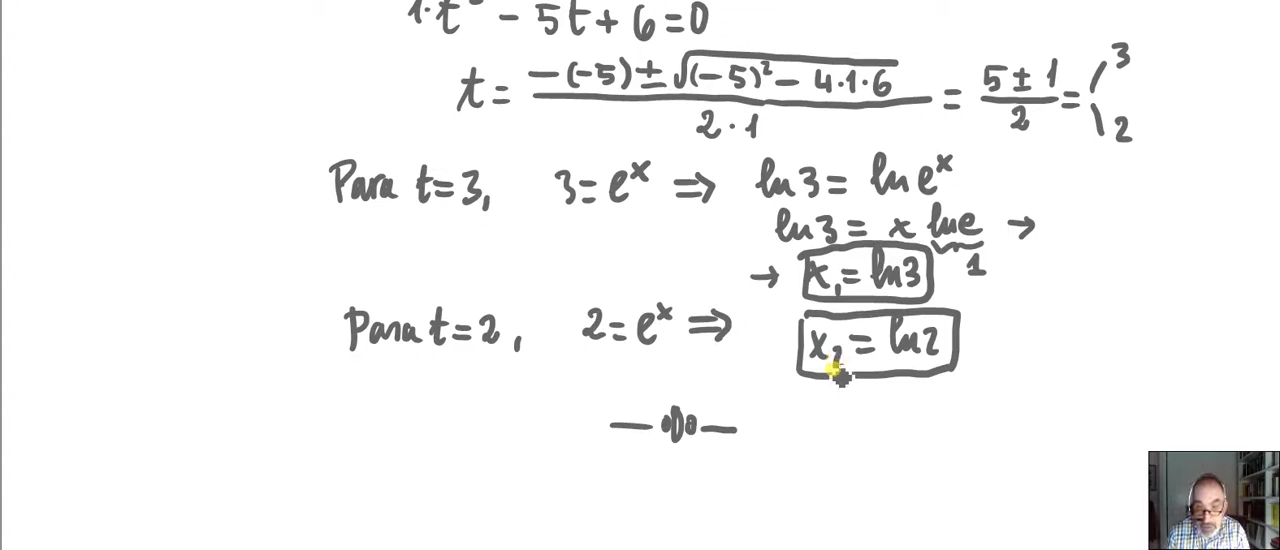 1·t² - 5t + 6 = 0
t = (-(-5) ± √((-5)² - 4·1·6)) / (2·1) = (5 ± 1) / 2 = 3
2
Para t=3, 3 = eˣ ⇒ ln3 = ln eˣ
ln3 = x lne →
1
→ x₁ = ln3
Para t=2, 2 = eˣ ⇒ x₂ = ln2